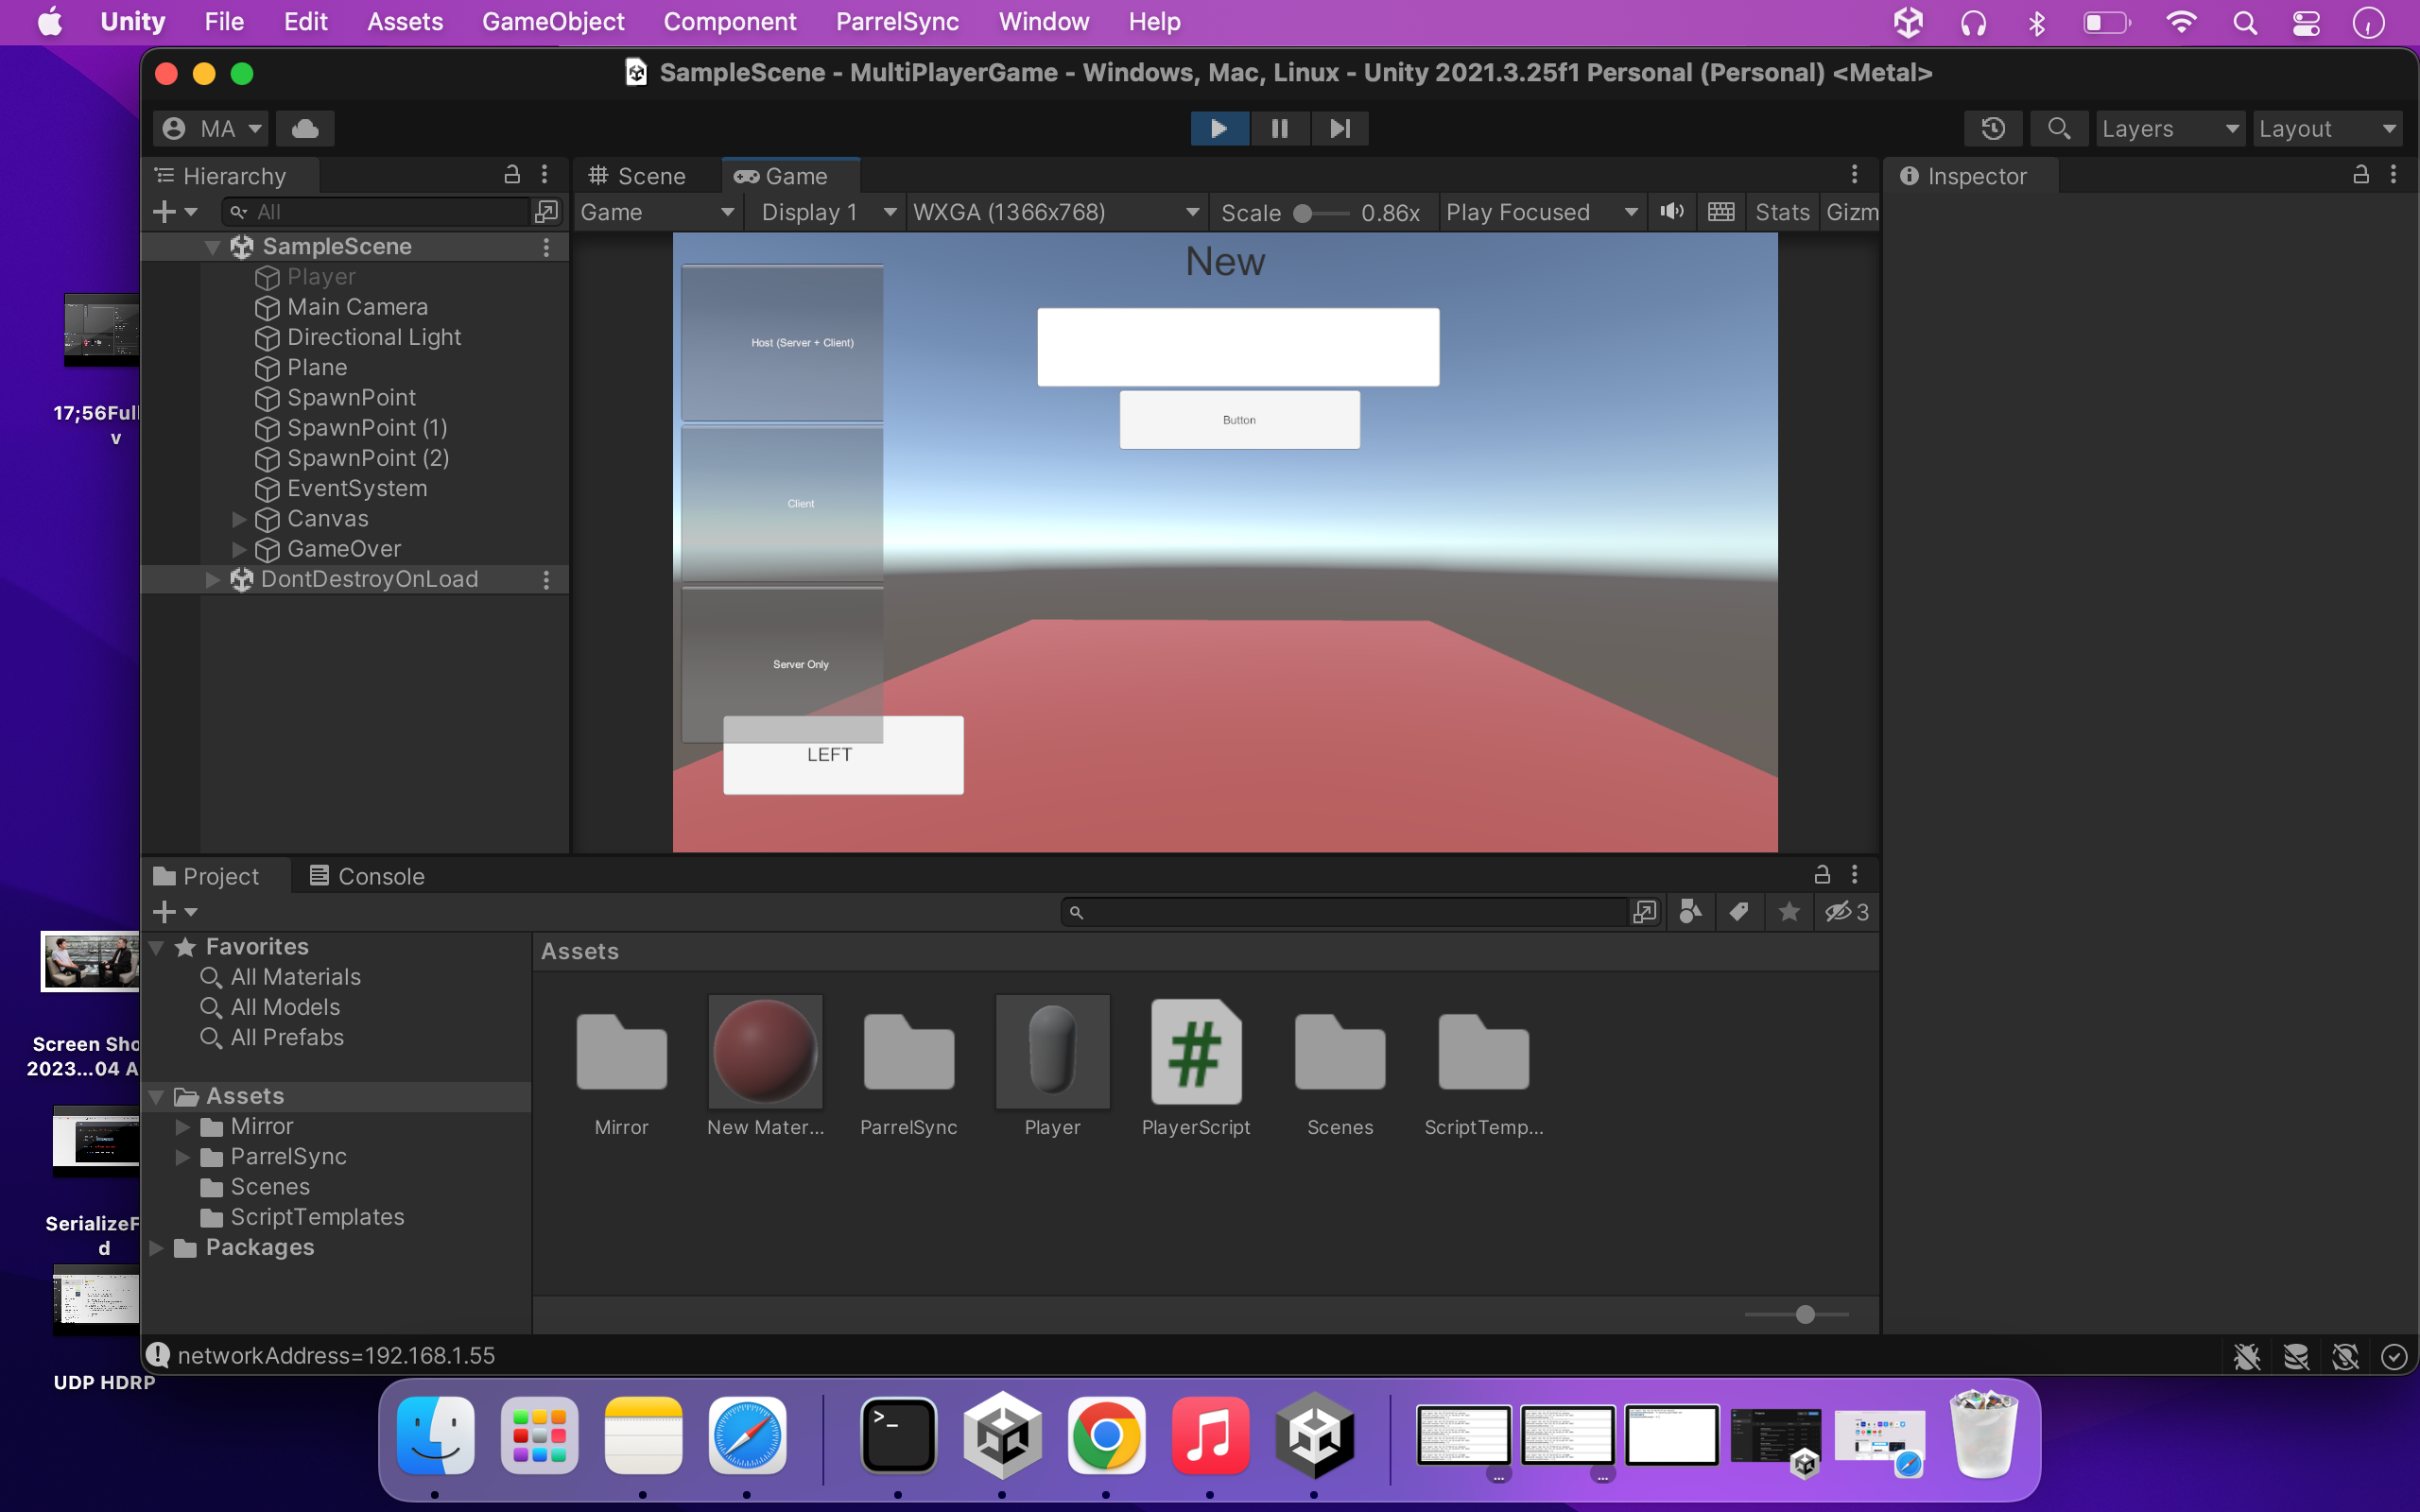 Unity File Edit Assets GameObject Component ParrelSync Window Help
SampleScene - MultiPlayerGame - Windows, Mac, Linux - Unity 2021.3.25f1 Personal (Personal) <Metal>
MA
Layers
Layout
Hierarchy
All
SampleScene
Player
Main Camera
Directional Light
Plane
SpawnPoint
SpawnPoint (1)
SpawnPoint (2)
EventSystem
Canvas
GameOver
DontDestroyOnLoad
Scene
Game
Game
Display 1
WXGA (1366x768)
Scale 0.86x
Play Focused
Stats
Gizm
New
Host (Server + Client)
Button
Client
Server Only
LEFT
Inspector
Project
Console
3
Favorites
All Materials
All Models
All Prefabs
Assets
Mirror
ParrelSync
Scenes
ScriptTemplates
Packages
Assets
Mirror
New Mater...
ParrelSync
Player
PlayerScript
Scenes
ScriptTemp...
networkAddress=192.168.1.55
17;56Full
v
Screen Sho
2023...04 A
SerializeF
d
UDP HDRP